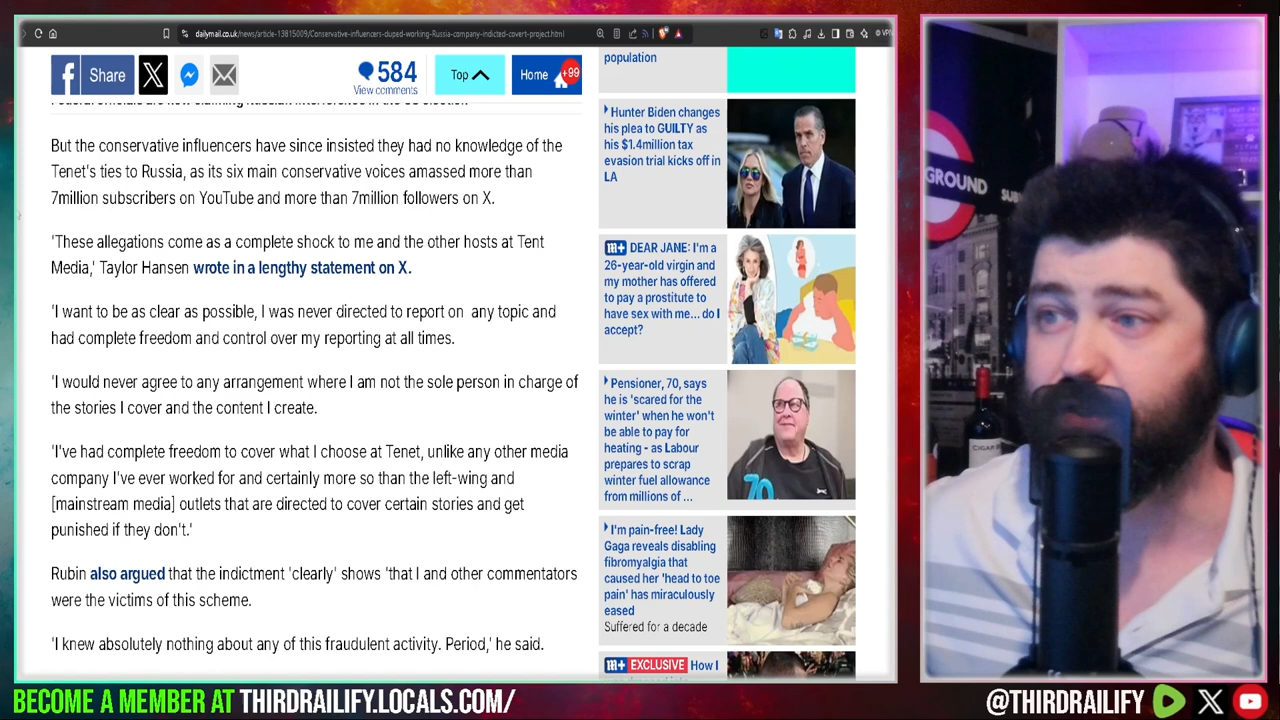 dailymail.co.uk/news/article-13815009/Conservative-influencers-duped-working-Russia-company-indicted-covert-project.html
Share
584
View comments
Top
Home
+99
But the conservative influencers have since insisted they had no knowledge of the
Tenet's ties to Russia, as its six main conservative voices amassed more than
7million subscribers on YouTube and more than 7million followers on X.
'These allegations come as a complete shock to me and the other hosts at Tent
Media,' Taylor Hansen wrote in a lengthy statement on X.
'I want to be as clear as possible, I was never directed to report on any topic and
had complete freedom and control over my reporting at all times.
'I would never agree to any arrangement where I am not the sole person in charge of
the stories I cover and the content I create.
'I've had complete freedom to cover what I choose at Tenet, unlike any other media
company I've ever worked for and certainly more so than the left-wing and
[mainstream media] outlets that are directed to cover certain stories and get
punished if they don't.'
Rubin also argued that the indictment 'clearly' shows 'that I and other commentators
were the victims of this scheme.
'I knew absolutely nothing about any of this fraudulent activity. Period,' he said.
population
Hunter Biden changes
his plea to GUILTY as
his $1.4million tax
evasion trial kicks off in
LA
DEAR JANE: I'm a
26-year-old virgin and
my mother has offered
to pay a prostitute to
have sex with me... do I
accept?
Pensioner, 70, says
he is 'scared for the
winter' when he won't
be able to pay for
heating - as Labour
prepares to scrap
winter fuel allowance
from millions of ...
70
I'm pain-free! Lady
Gaga reveals disabling
fibromyalgia that
caused her 'head to toe
pain' has miraculously
eased
Suffered for a decade
EXCLUSIVE How I
GROUND
CIGAR
BECOME A MEMBER AT THIRDRAILIFY.LOCALS.COM/
@THIRDRAILIFY